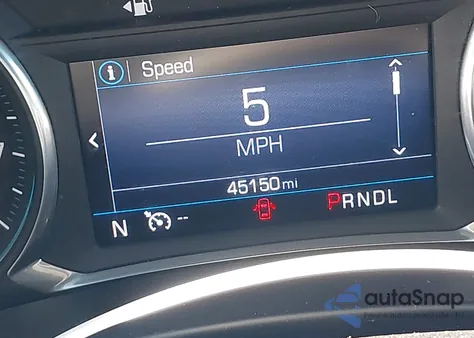 Speed
5
MPH
45150 mi
N -- PRNDL
autoSnap